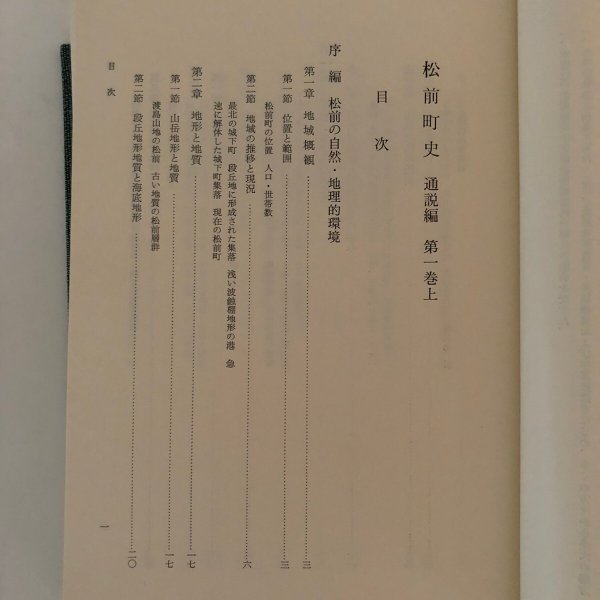 松前町史 通説編 第一巻上
目次
序編 松前の自然・地理的環境
第一章 地域概観……………三
第一節 位置と範囲……………三
松前町の位置 人口・世帯数
第二節 地域の推移と現況……………六
最北の城下町 段丘地に形成された集落 浅い波蝕棚地形の港 急
速に解体した城下町集落 現在の松前町
第二章 地形と地質……………一七
第一節 山岳地形と地質……………一七
渡島山地の松前 古い地質の松前層群
第二節 段丘地形地質と海底地形……………二〇
目次
一